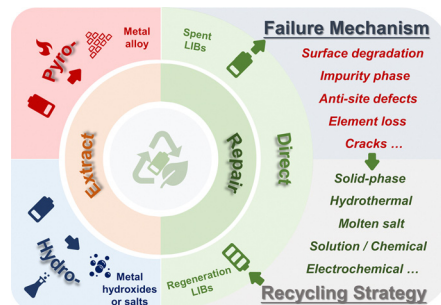 Pyro-
Metal
alloy
Spent
LIBs
Failure Mechanism
Surface degradation
Impurity phase
Anti-site defects
Element loss
Cracks ...
Extract
Repair
Direct
Solid-phase
Hydrothermal
Molten salt
Solution / Chemical
Electrochemical ...
Hydro-
Metal
hydroxides
or salts
Regeneration
LIBs
Recycling Strategy